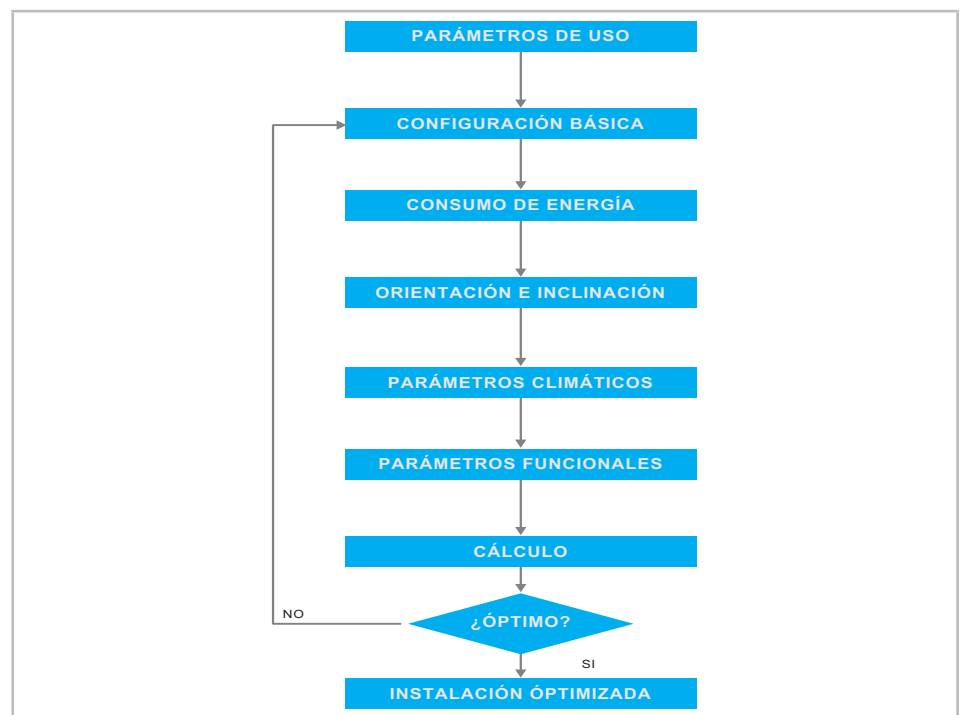 PARÁMETROS DE USO
CONFIGURACIÓN BÁSICA
CONSUMO DE ENERGÍA
ORIENTACIÓN E INCLINACIÓN
PARÁMETROS CLIMÁTICOS
PARÁMETROS FUNCIONALES
CÁLCULO
NO
¿ÓPTIMO?
SI
INSTALACIÓN ÓPTIMIZADA